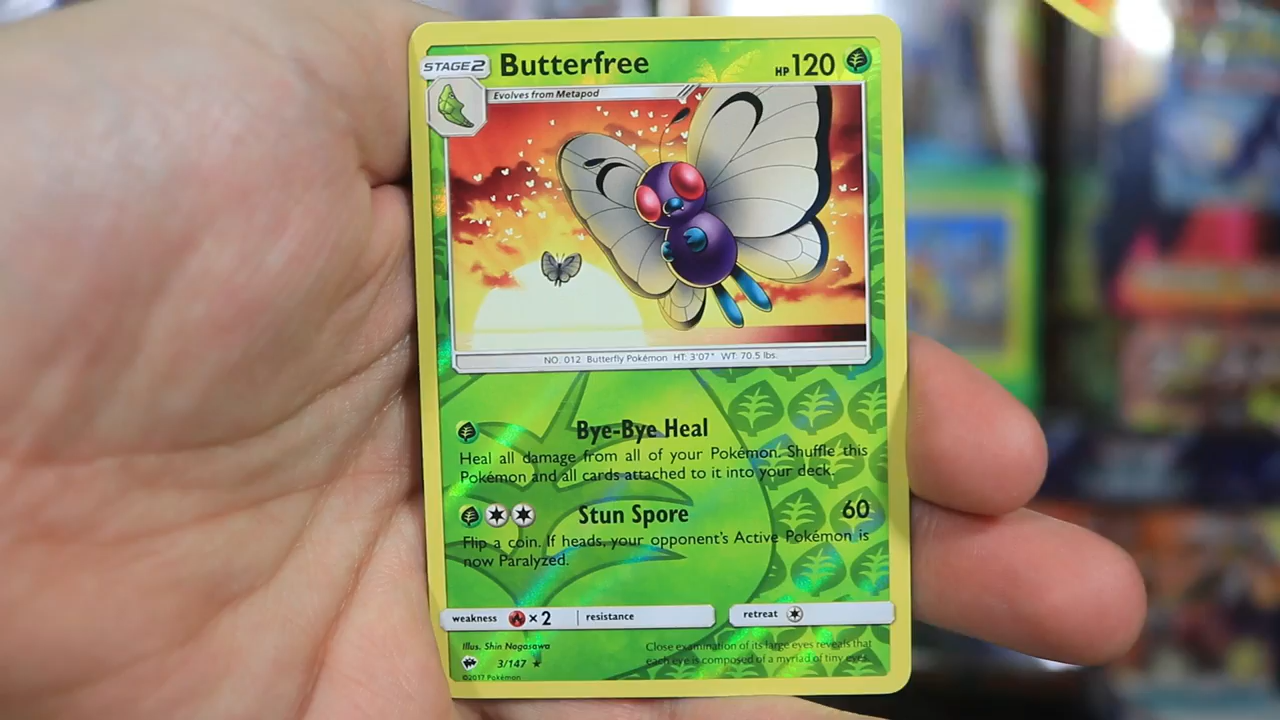 STAGE 2 Butterfree HP 120
Evolves from Metapod
NO. 012 Butterfly Pokémon HT: 3'07" WT: 70.5 lbs.
Bye-Bye Heal
Heal all damage from all of your Pokémon. Shuffle this
Pokémon and all cards attached to it into your deck.
Stun Spore 60
Flip a coin. If heads, your opponent's Active Pokémon is
now Paralyzed.
weakness × 2 resistance retreat
Illus. Shin Nagasawa
3/147 ★
©2017 Pokémon
Close examination of its large eyes reveals that
each eye is composed of a myriad of tiny eyes.